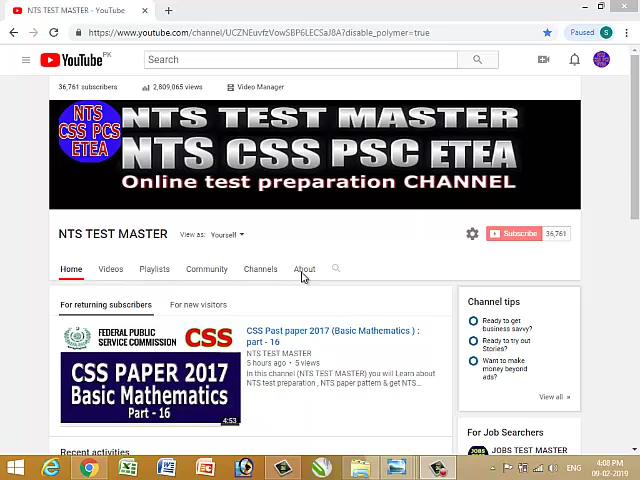 NTS TEST MASTER - YouTube
https://www.youtube.com/channel/UCZNEuvfzVowSBP6LECSaJ8A?disable_polymer=true
Paused
S
YouTube PK
Search
36,761 subscribers
2,809,065 views
Video Manager
NTS
CSS PCS
ETEA
NTS TEST MASTER
NTS CSS PSC ETEA
Online test preparation CHANNEL
NTS TEST MASTER
View as: Yourself
Subscribe 36,761
Home Videos Playlists Community Channels About
For returning subscribers
For new visitors
FEDERAL PUBLIC
SERVICE COMMISSION
CSS
CSS PAPER 2017
Basic Mathematics
Part - 16
4:53
CSS Past paper 2017 (Basic Mathematics ) :
part - 16
NTS TEST MASTER
5 hours ago • 5 views
In this channel (NTS TEST MASTER) you will Learn about
NTS test preparation , NTS paper pattern & get NTS...
Recent activities
Channel tips
Ready to get
business savvy?
Ready to try out
Stories?
Want to make
money beyond
ads?
View all »
For Job Searchers
JOBS
JOBS TEST MASTER
ENG
4:08 PM
09-02-2019